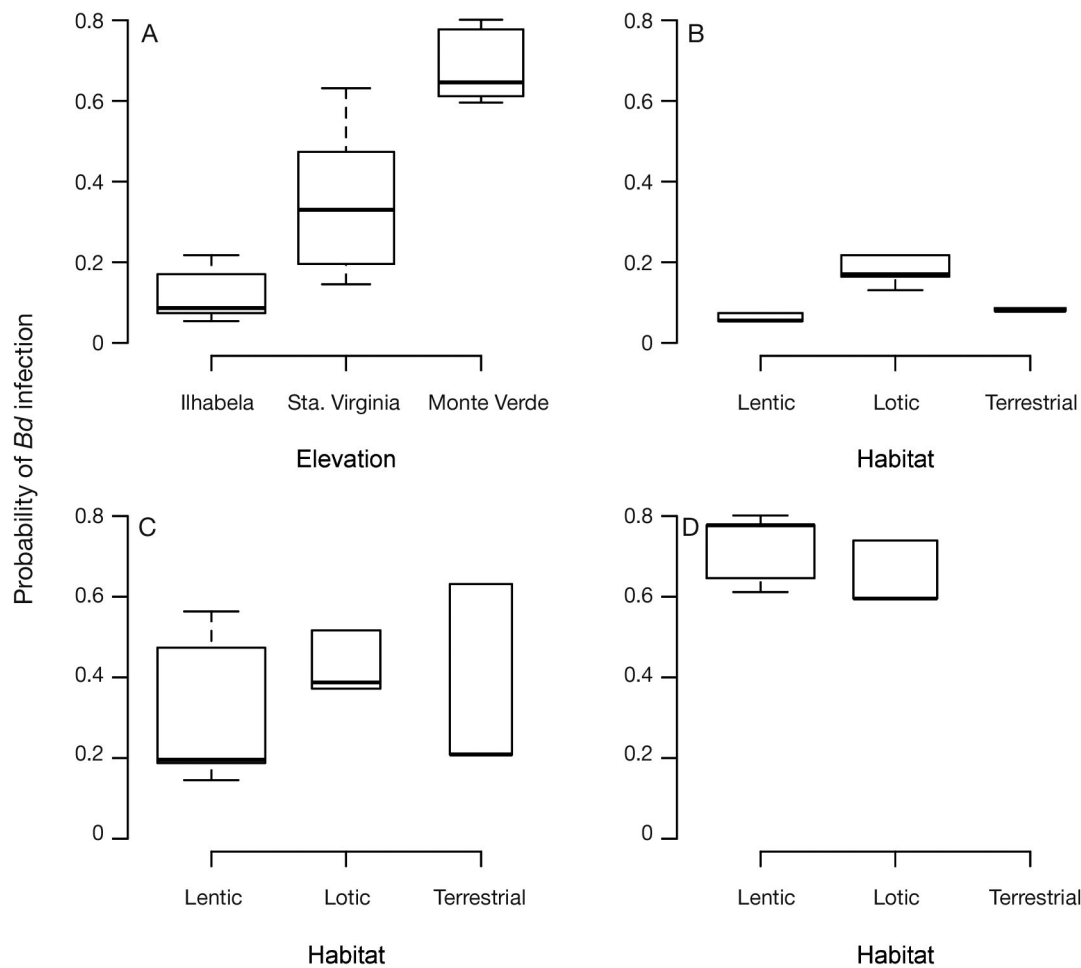 Probability of Bd infection
A
0.8
0.6
0.4
0.2
0
Ilhabela Sta. Virginia Monte Verde
Elevation
B
0.8
0.6
0.4
0.2
0
Lentic Lotic Terrestrial
Habitat
C
0.8
0.6
0.4
0.2
0
Lentic Lotic Terrestrial
Habitat
D
0.8
0.6
0.4
0.2
0
Lentic Lotic Terrestrial
Habitat